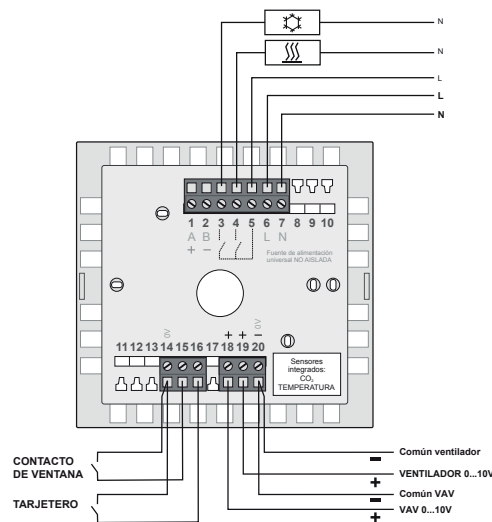 N
N
L
L
N
1 2 3 4 5 6 7 8 9 10
A B L N
+ −
Fuente de alimentación
universal NO AISLADA
0V + + 0V −
11 12 13 14 15 16 17 18 19 20
Sensores
integrados:
CO₂
TEMPERATURA
CONTACTO
DE VENTANA
TARJETERO
− Común ventilador
+ VENTILADOR 0...10V
− Común VAV
+ VAV 0...10V